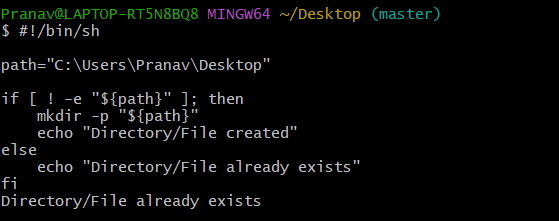 Pranav@LAPTOP-RT5N8BQ8 MINGW64 ~/Desktop (master)
$ #!/bin/sh

path="C:\Users\Pranav\Desktop"

if [ ! -e "${path}" ]; then
    mkdir -p "${path}"
    echo "Directory/File created"
else
    echo "Directory/File already exists"
fi
Directory/File already exists